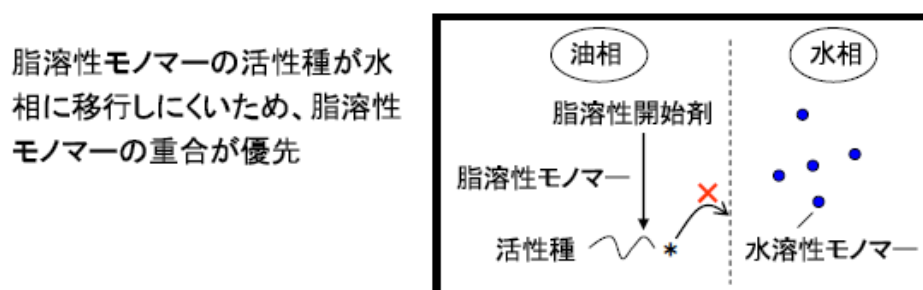 脂溶性モノマーの活性種が水
相に移行しにくいため、脂溶性
モノマーの重合が優先
油相
水相
脂溶性開始剤
脂溶性モノマー
活性種
*
水溶性モノマー